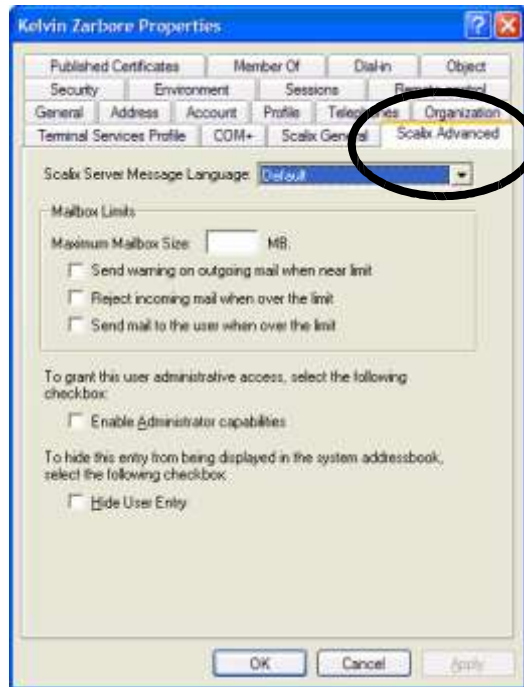 Kelvin Zarbore Properties
Published Certificates Member Of Dial-in Object
Security Environment Sessions Remote control
General Address Account Profile Telephones Organization
Terminal Services Profile COM+ Scalix General Scalix Advanced
Scalix Server Message Language: Default
Mailbox Limits
Maximum Mailbox Size: MB.
Send warning on outgoing mail when near limit
Reject incoming mail when over the limit
Send mail to the user when over the limit
To grant this user administrative access, select the following
checkbox:
Enable Administrator capabilities
To hide this entry from being displayed in the system addressbook,
select the following checkbox:
Hide User Entry
OK Cancel Apply